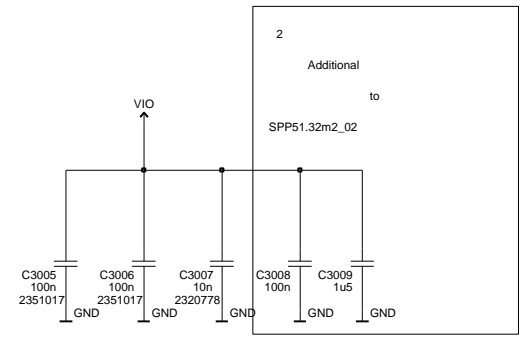 2
Additional
to
VIO
SPP51.32m2_02
C3005
100n
2351017
GND
C3006
100n
2351017
GND
C3007
10n
2320778
GND
C3008
100n
GND
C3009
1u5
GND